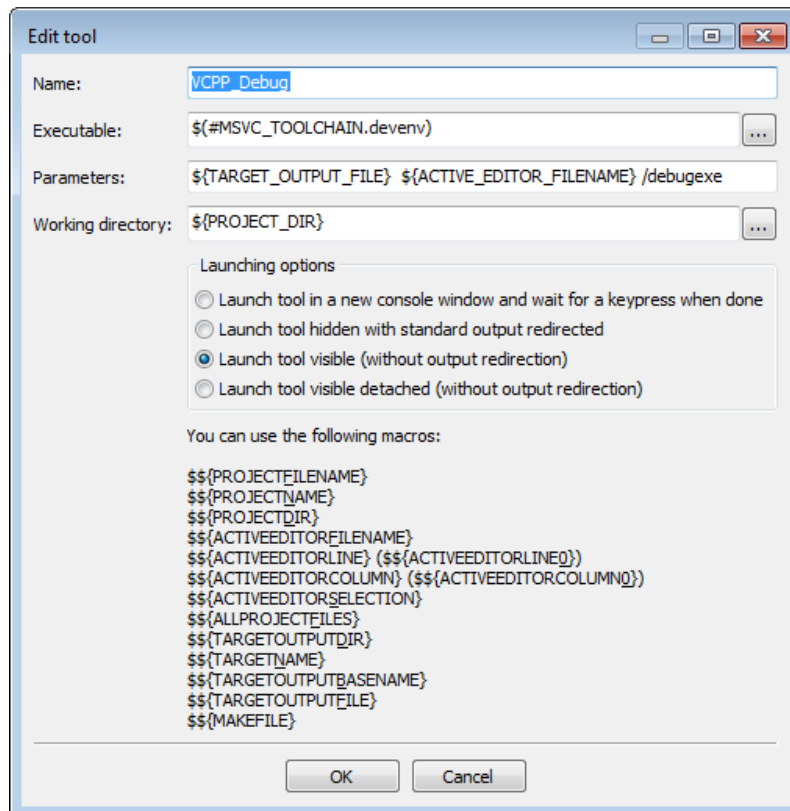 Edit tool
Name:
VCPP_Debug
Executable:
$(#MSVC_TOOLCHAIN.devenv)
...
Parameters:
${TARGET_OUTPUT_FILE}  ${ACTIVE_EDITOR_FILENAME} /debugexe
Working directory:
${PROJECT_DIR}
...
Launching options
Launch tool in a new console window and wait for a keypress when done
Launch tool hidden with standard output redirected
Launch tool visible (without output redirection)
Launch tool visible detached (without output redirection)
You can use the following macros:
$${PROJECTFILENAME}
$${PROJECTNAME}
$${PROJECTDIR}
$${ACTIVEEDITORFILENAME}
$${ACTIVEEDITORLINE} ($${ACTIVEEDITORLINE0})
$${ACTIVEEDITORCOLUMN} ($${ACTIVEEDITORCOLUMN0})
$${ACTIVEEDITORSELECTION}
$${ALLPROJECTFILES}
$${TARGETOUTPUTDIR}
$${TARGETNAME}
$${TARGETOUTPUTBASENAME}
$${TARGETOUTPUTFILE}
$${MAKEFILE}
OK
Cancel